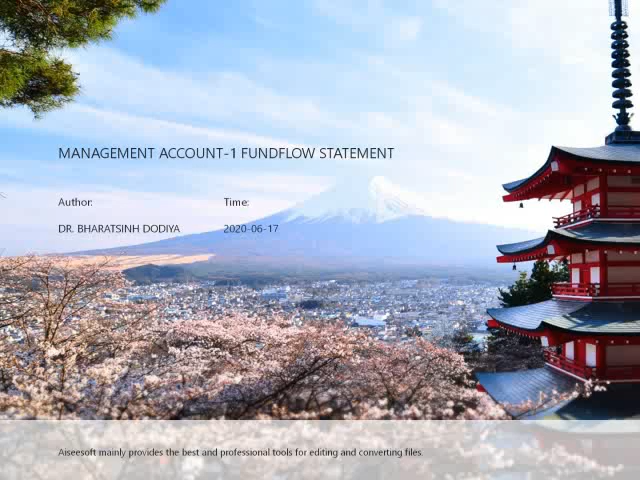 MANAGEMENT ACCOUNT-1 FUNDFLOW STATEMENT
Author: Time:
DR. BHARATSINH DODIYA 2020-06-17
Aiseesoft mainly provides the best and professional tools for editing and converting files.